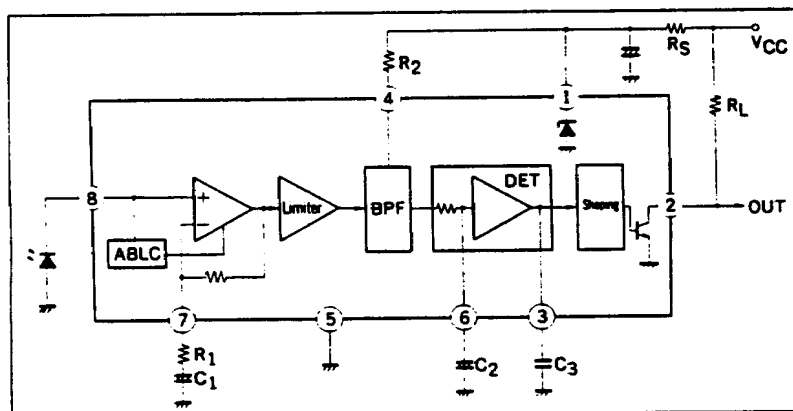 RS
VCC
R2
4
1
RL
DET
8
+
−
Limiter
BPF
Shaping
2
OUT
ABLC
7
5
6
3
R1
C1
C2
C3